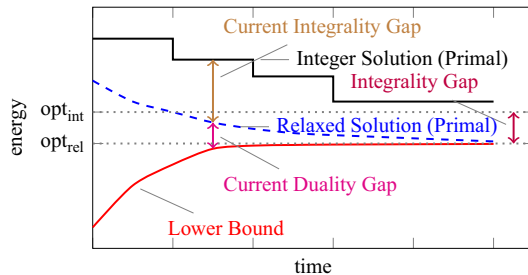 Current Integrality Gap
Integer Solution (Primal)
Integrality Gap
energy
opt_int
Relaxed Solution (Primal)
opt_rel
Current Duality Gap
Lower Bound
time